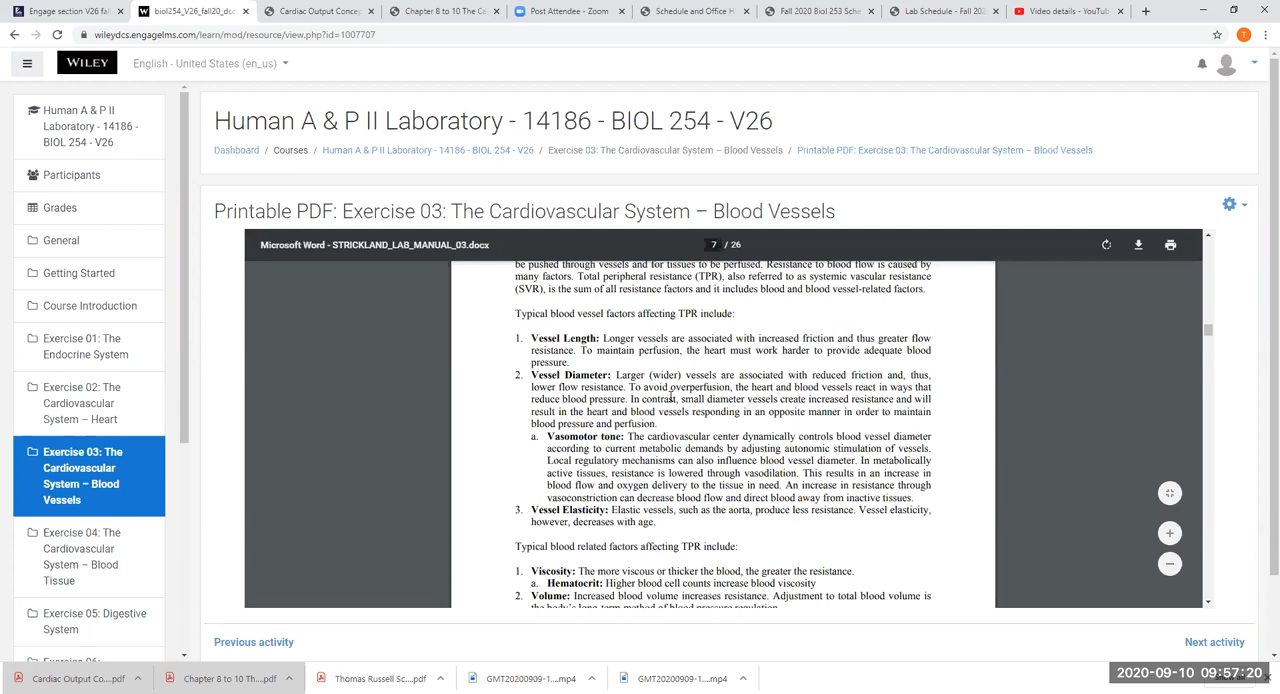 Engage section V26 fal
biol254_V26_fall20_dcc
Cardiac Output Conce
Chapter 8 to 10 The Ca
Post Attendee - Zoom
Schedule and Office H
Fall 2020 Biol 253 Sche
Lab Schedule - Fall 202
Video details - YouTu
wileydcs.engagelms.com/learn/mod/resource/view.php?id=1007707
T
WILEY
English - United States (en_us)
Human A & P II
Laboratory - 14186 -
BIOL 254 - V26
Participants
Grades
General
Getting Started
Course Introduction
Exercise 01: The
Endocrine System
Exercise 02: The
Cardiovascular
System – Heart
Exercise 03: The
Cardiovascular
System – Blood
Vessels
Exercise 04: The
Cardiovascular
System – Blood
Tissue
Exercise 05: Digestive
System
Human A & P II Laboratory - 14186 - BIOL 254 - V26
Dashboard / Courses / Human A & P II Laboratory - 14186 - BIOL 254 - V26 / Exercise 03: The Cardiovascular System – Blood Vessels / Printable PDF: Exercise 03: The Cardiovascular System – Blood Vessels
Printable PDF: Exercise 03: The Cardiovascular System – Blood Vessels
Microsoft Word - STRICKLAND_LAB_MANUAL_03.docx
7 / 26
be pushed through vessels and for tissues to be perfused. Resistance to blood flow is caused by
many factors. Total peripheral resistance (TPR), also referred to as systemic vascular resistance
(SVR), is the sum of all resistance factors and it includes blood and blood vessel-related factors.
Typical blood vessel factors affecting TPR include:
1. Vessel Length: Longer vessels are associated with increased friction and thus greater flow
resistance. To maintain perfusion, the heart must work harder to provide adequate blood
pressure.
2. Vessel Diameter: Larger (wider) vessels are associated with reduced friction and, thus,
lower flow resistance. To avoid overperfusion, the heart and blood vessels react in ways that
reduce blood pressure. In contrast, small diameter vessels create increased resistance and will
result in the heart and blood vessels responding in an opposite manner in order to maintain
blood pressure and perfusion.
a. Vasomotor tone: The cardiovascular center dynamically controls blood vessel diameter
according to current metabolic demands by adjusting autonomic stimulation of vessels.
Local regulatory mechanisms can also influence blood vessel diameter. In metabolically
active tissues, resistance is lowered through vasodilation. This results in an increase in
blood flow and oxygen delivery to the tissue in need. An increase in resistance through
vasoconstriction can decrease blood flow and direct blood away from inactive tissues.
3. Vessel Elasticity: Elastic vessels, such as the aorta, produce less resistance. Vessel elasticity,
however, decreases with age.
Typical blood related factors affecting TPR include:
1. Viscosity: The more viscous or thicker the blood, the greater the resistance.
a. Hematocrit: Higher blood cell counts increase blood viscosity
2. Volume: Increased blood volume increases resistance. Adjustment to total blood volume is
the body's long-term method of blood pressure regulation.
Previous activity
Next activity
Cardiac Output Co....pdf
Chapter 8 to 10 Th....pdf
Thomas Russell Sc....pdf
GMT20200909-1....mp4
GMT20200909-1....mp4
2020-09-10 09:57:20